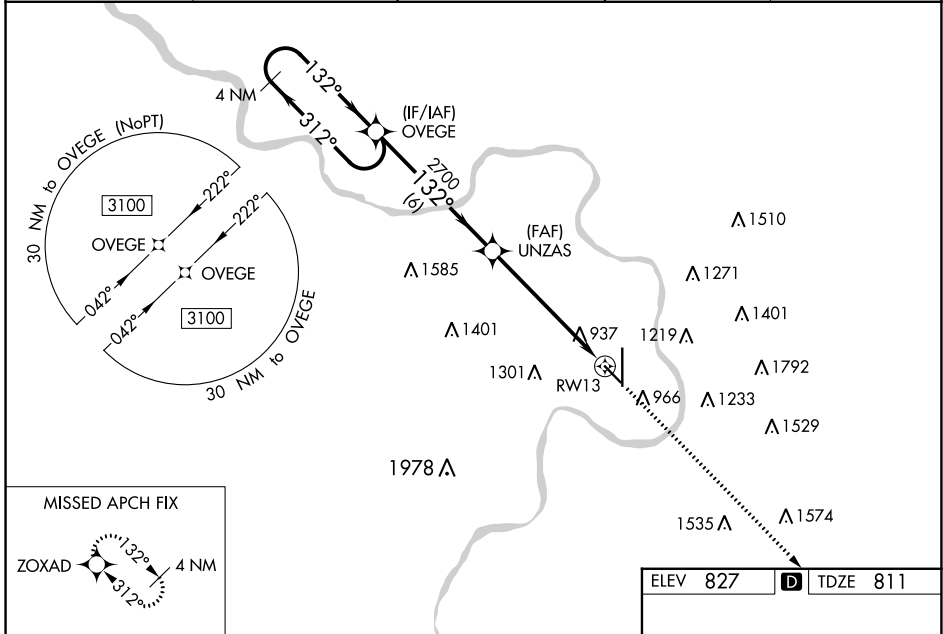 132°
4 NM
312°
(IF/IAF)
OVEGE
2700
132°
(6)
30 NM to OVEGE (NoPT)
222°
3100
OVEGE
042°
222°
OVEGE
042°
3100
30 NM to OVEGE
(FAF)
UNZAS
1510
1585
1271
1401
1401
937
1219
1301
RW13
1792
966
1233
1529
1978
1535
1574
MISSED APCH FIX
ZOXAD
132°
4 NM
312°
ELEV 827 D TDZE 811